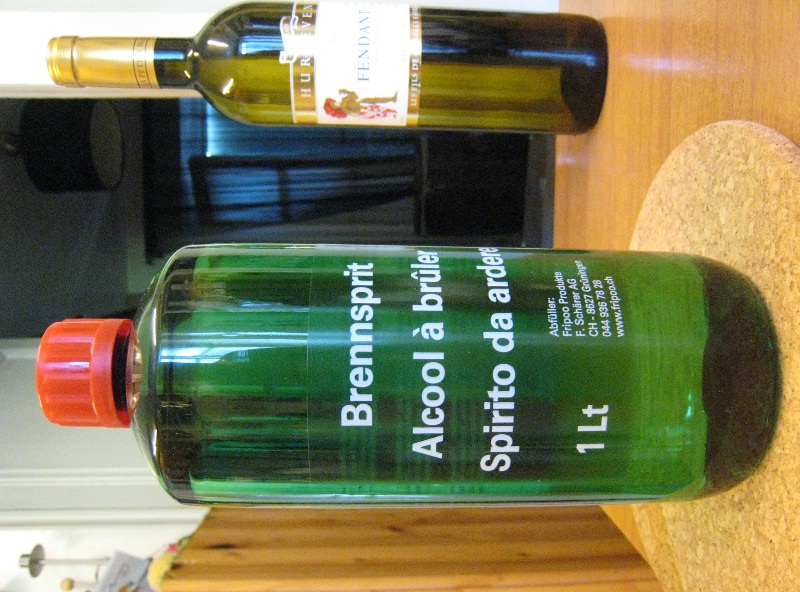 Brennsprit
Alcool à brûler
Spirito da ardere
1 Lt
Abfüller:
Fripoo Produkte
F. Schärer AG
CH - 8627 Grüningen
044 936 78 28
www.fripoo.ch
FENDANT